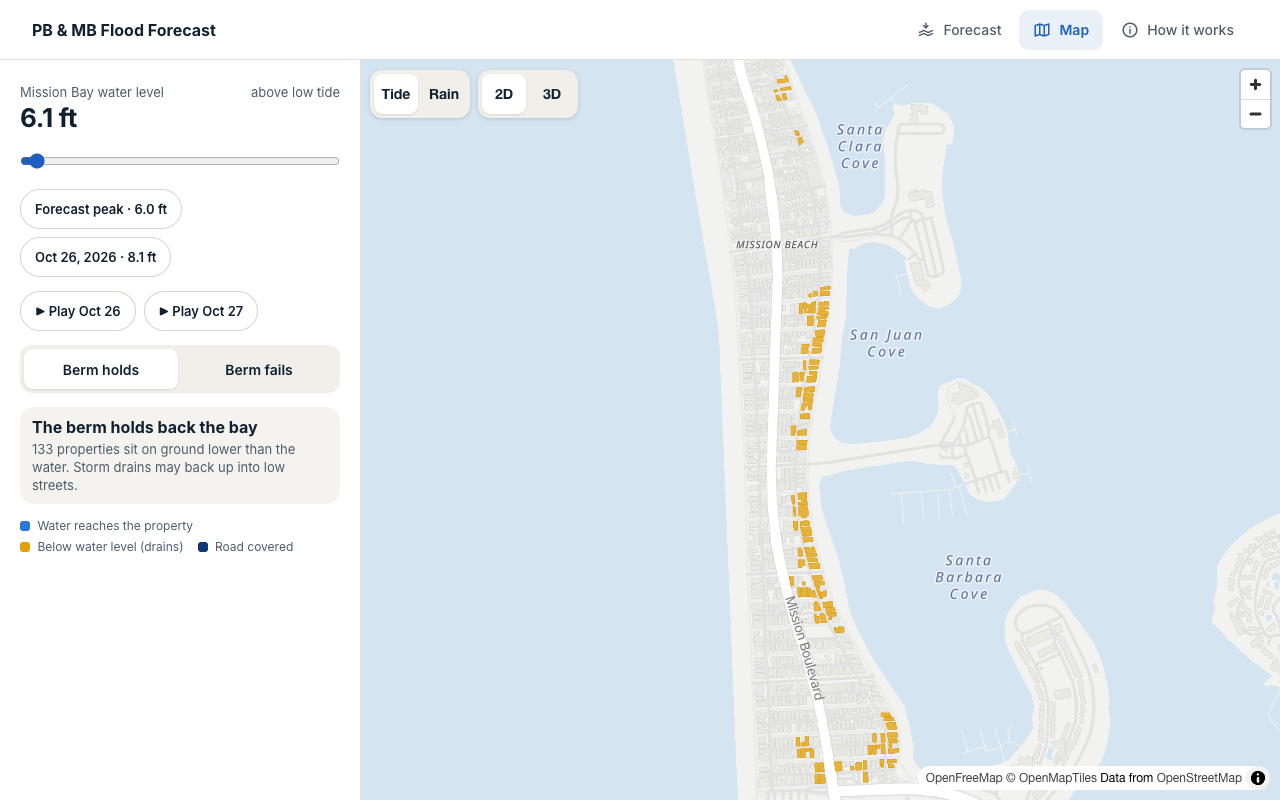 PB & MB Flood Forecast
Forecast
Map
How it works
Mission Bay water level
above low tide
6.1 ft
Forecast peak · 6.0 ft
Oct 26, 2026 · 8.1 ft
▶ Play Oct 26
▶ Play Oct 27
Berm holds
Berm fails
The berm holds back the bay
133 properties sit on ground lower than the
water. Storm drains may back up into low
streets.
Water reaches the property
Below water level (drains)
Road covered
Tide
Rain
2D
3D
+
−
Santa
Clara
Cove
MISSION BEACH
San Juan
Cove
Santa
Barbara
Cove
Mission Boulevard
OpenFreeMap © OpenMapTiles Data from OpenStreetMap